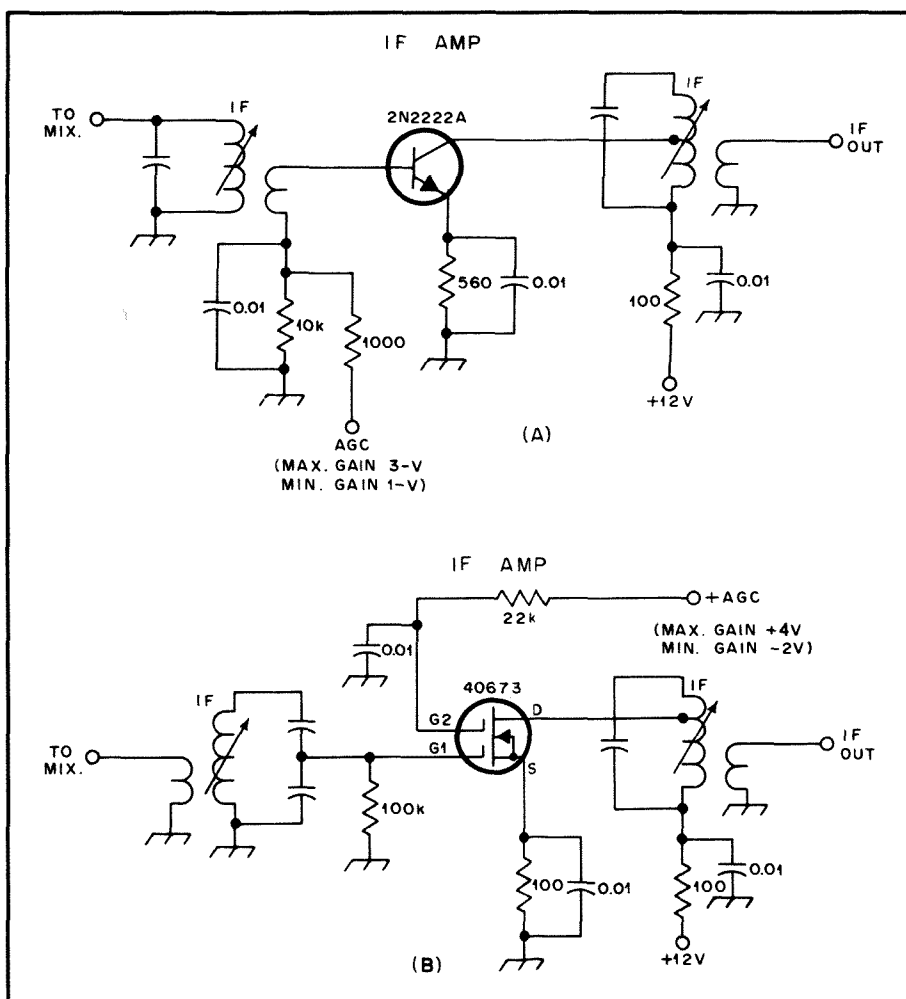 IF AMP
TO
MIX.
IF
2N2222A
IF
OUT
0.01
10k
1000
560
0.01
100
0.01
+12V
AGC
(MAX. GAIN 3-V
MIN. GAIN 1-V)
(A)
IF AMP
22k
+AGC
(MAX. GAIN +4V
MIN. GAIN -2V)
0.01
40673
IF
G2
D
IF
TO
MIX.
G1
S
IF
OUT
100k
100
0.01
100
0.01
+12V
(B)